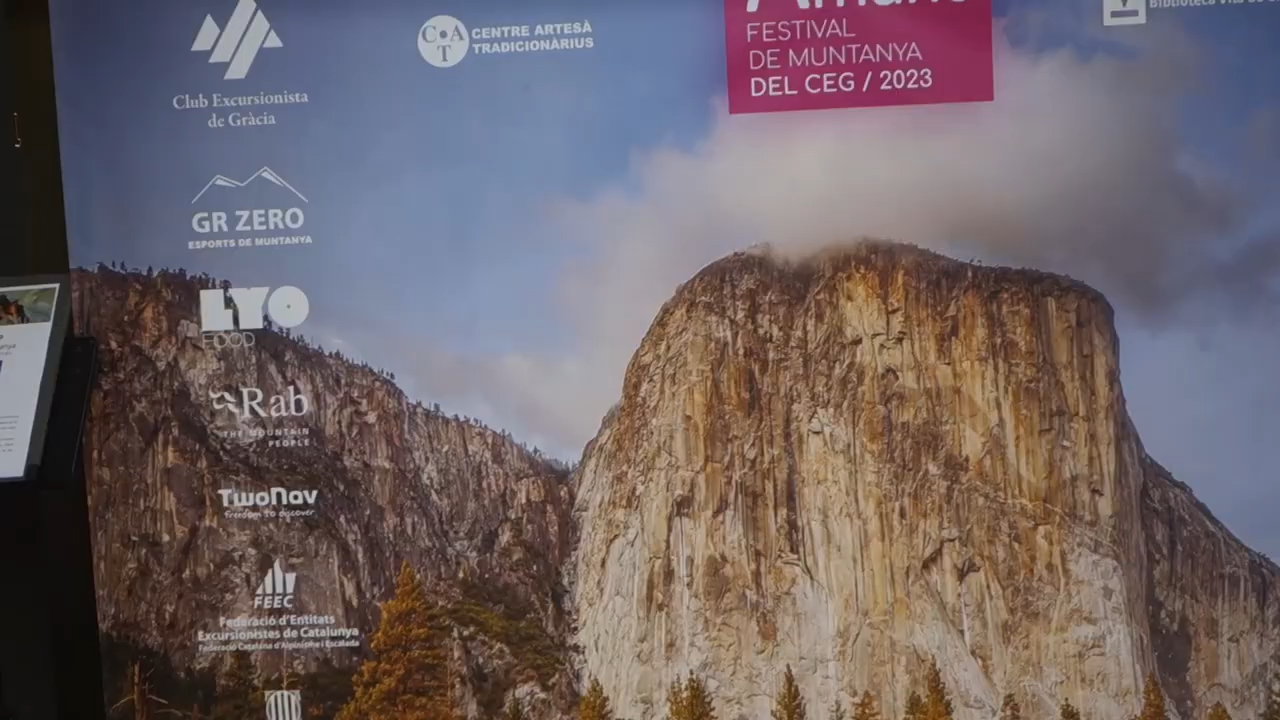 Club Excursionista
de Gràcia
C A T
CENTRE ARTESÀ
TRADICIONÀRIUS
FESTIVAL
DE MUNTANYA
DEL CEG / 2023
GR ZERO
ESPORTS DE MUNTANYA
LYO
FOOD
Rab
THE MOUNTAIN
PEOPLE
TwoNav
freedom to discover
FEEC
Federació d'Entitats
Excursionistes de Catalunya
Federació Catalana d'Alpinisme i Escalada